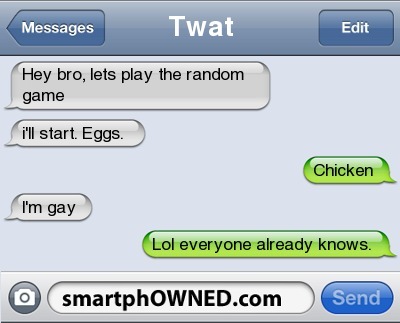 Messages
Twat
Edit
Hey bro, lets play the random
game
i'll start. Eggs.
Chicken
I'm gay
Lol everyone already knows.
smartphOWNED.com
Send